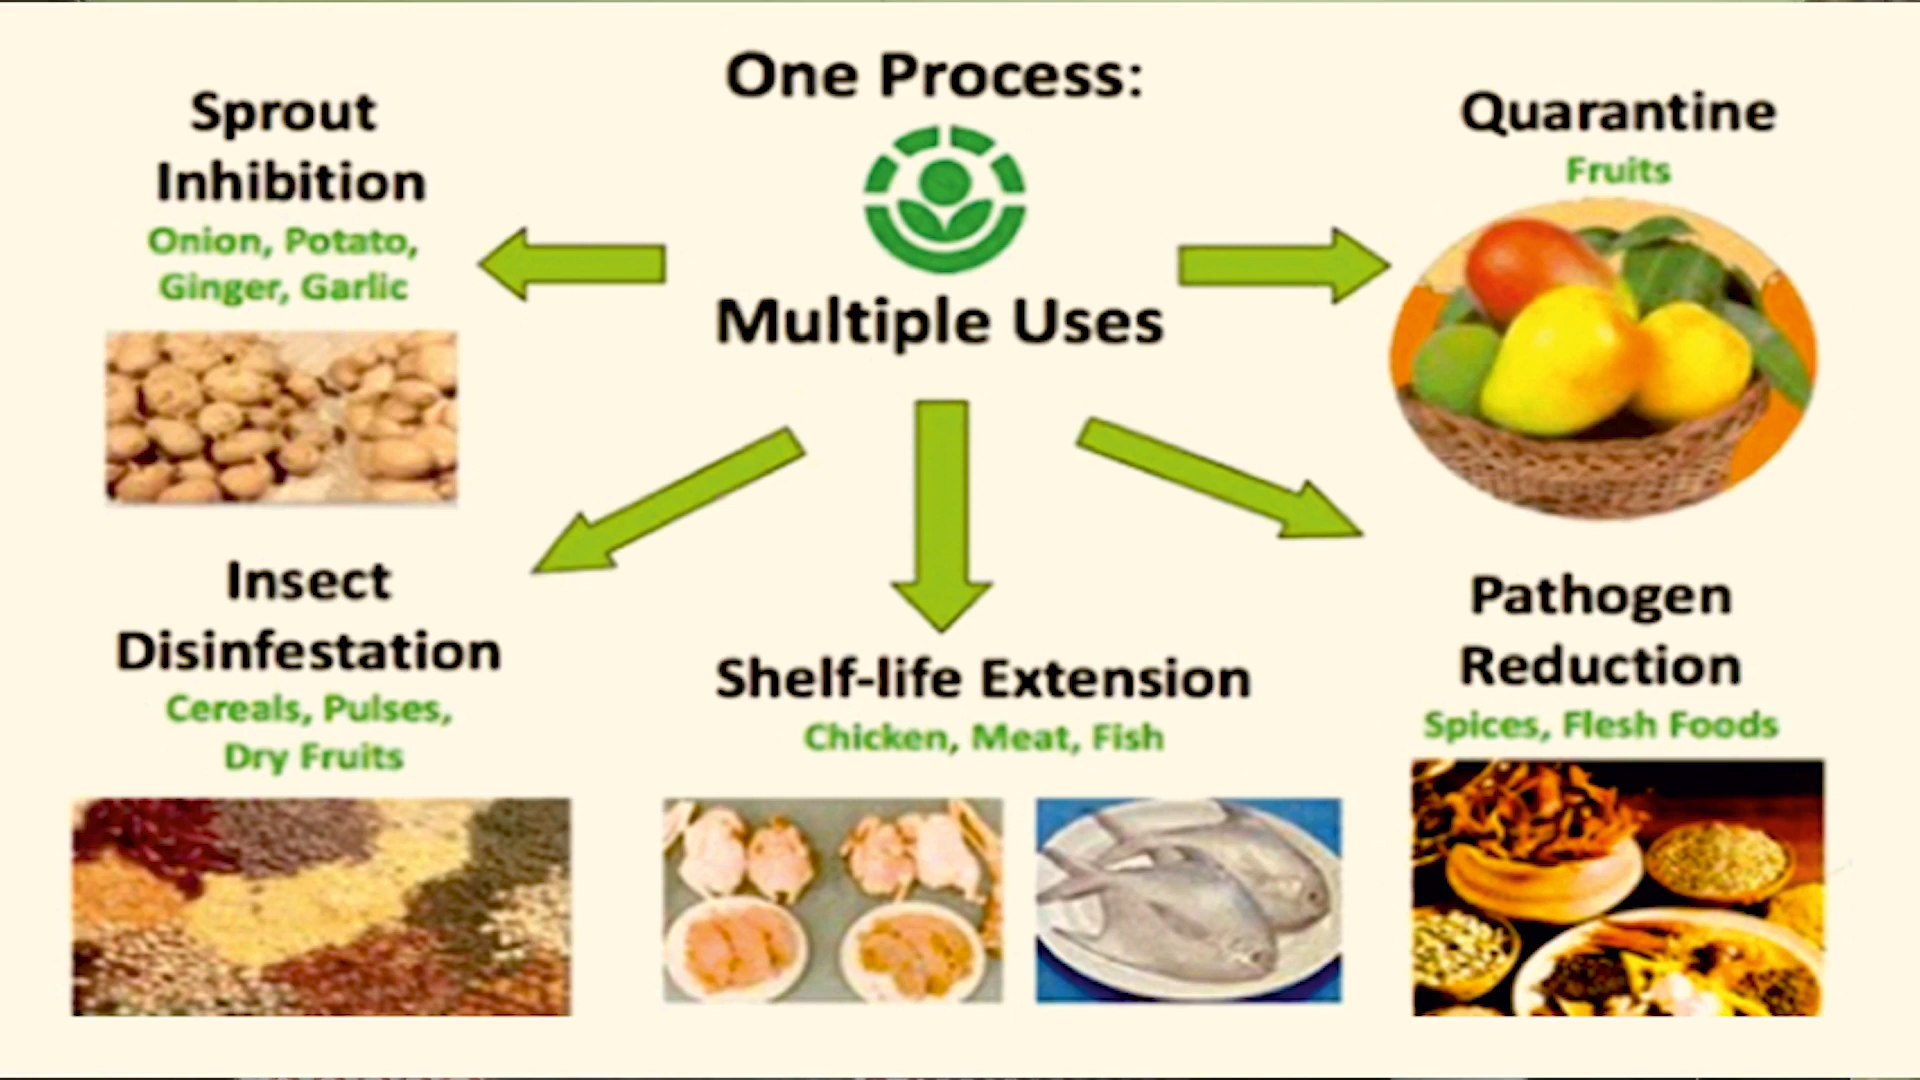 One Process:
Multiple Uses
Sprout
Inhibition
Onion, Potato,
Ginger, Garlic
Quarantine
Fruits
Insect
Disinfestation
Cereals, Pulses,
Dry Fruits
Shelf-life Extension
Chicken, Meat, Fish
Pathogen
Reduction
Spices, Flesh Foods